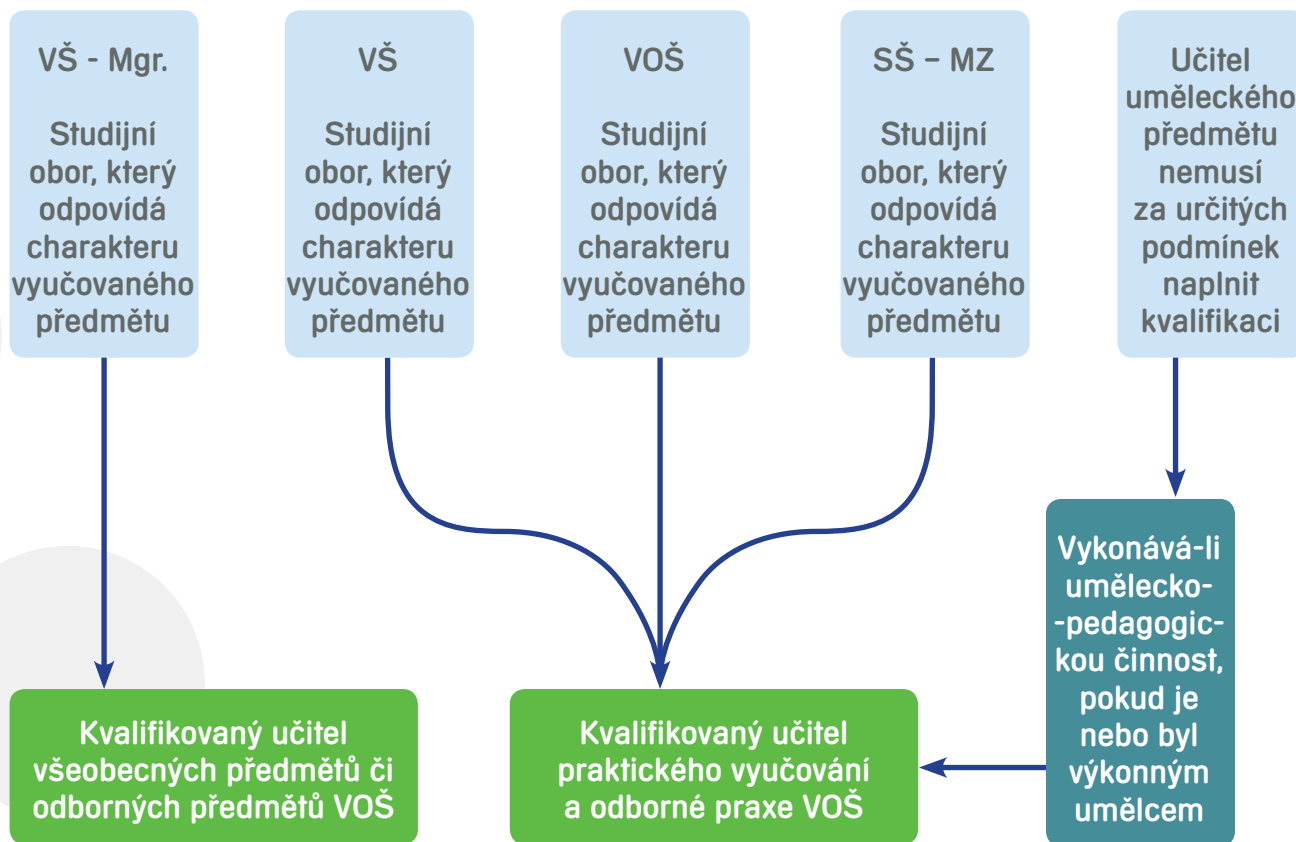 VŠ - Mgr.
Studijní
obor, který
odpovídá
charakteru
vyučovaného
předmětu
VŠ
Studijní
obor, který
odpovídá
charakteru
vyučovaného
předmětu
VOŠ
Studijní
obor, který
odpovídá
charakteru
vyučovaného
předmětu
SŠ – MZ
Studijní
obor, který
odpovídá
charakteru
vyučovaného
předmětu
Učitel
uměleckého
předmětu
nemusí
za určitých
podmínek
naplnit
kvalifikaci
Vykonává-li
umělecko-
-pedagogic-
kou činnost,
pokud je
nebo byl
výkonným
umělcem
Kvalifikovaný učitel
všeobecných předmětů či
odborných předmětů VOŠ
Kvalifikovaný učitel
praktického vyučování
a odborné praxe VOŠ